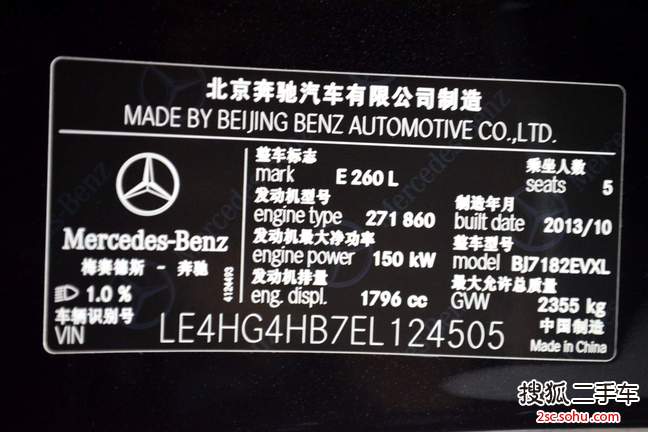 北京奔驰汽车有限公司制造
MADE BY BEIJING BENZ AUTOMOTIVE CO.,LTD.
整车标志
mark E 260 L
乘坐人数
seats 5
发动机型号
engine type 271 860
制造年月
built date 2013/10
Mercedes-Benz
梅赛德斯 - 奔驰
发动机最大净功率
engine power 150 kW
整车型号
model BJ7182EVXL
1.0 %
发动机排量
eng. displ. 1796 cc
最大允许总质量
GVW 2355 kg
车辆识别号
VIN LE4HG4HB7EL124505
中国制造
Made in China
搜狐二手车
2sc.sohu.com